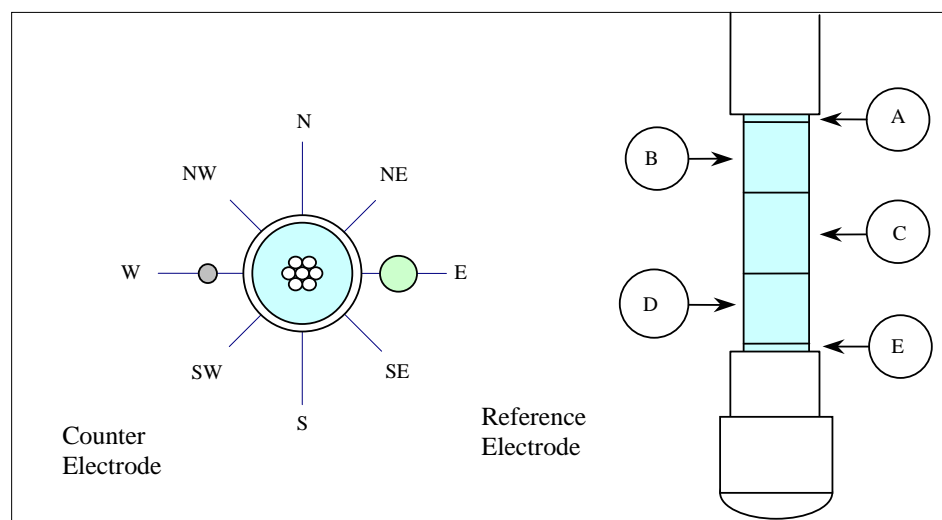 N
NW
NE
W
E
SW
SE
S
Counter
Electrode
Reference
Electrode
A
B
C
D
E